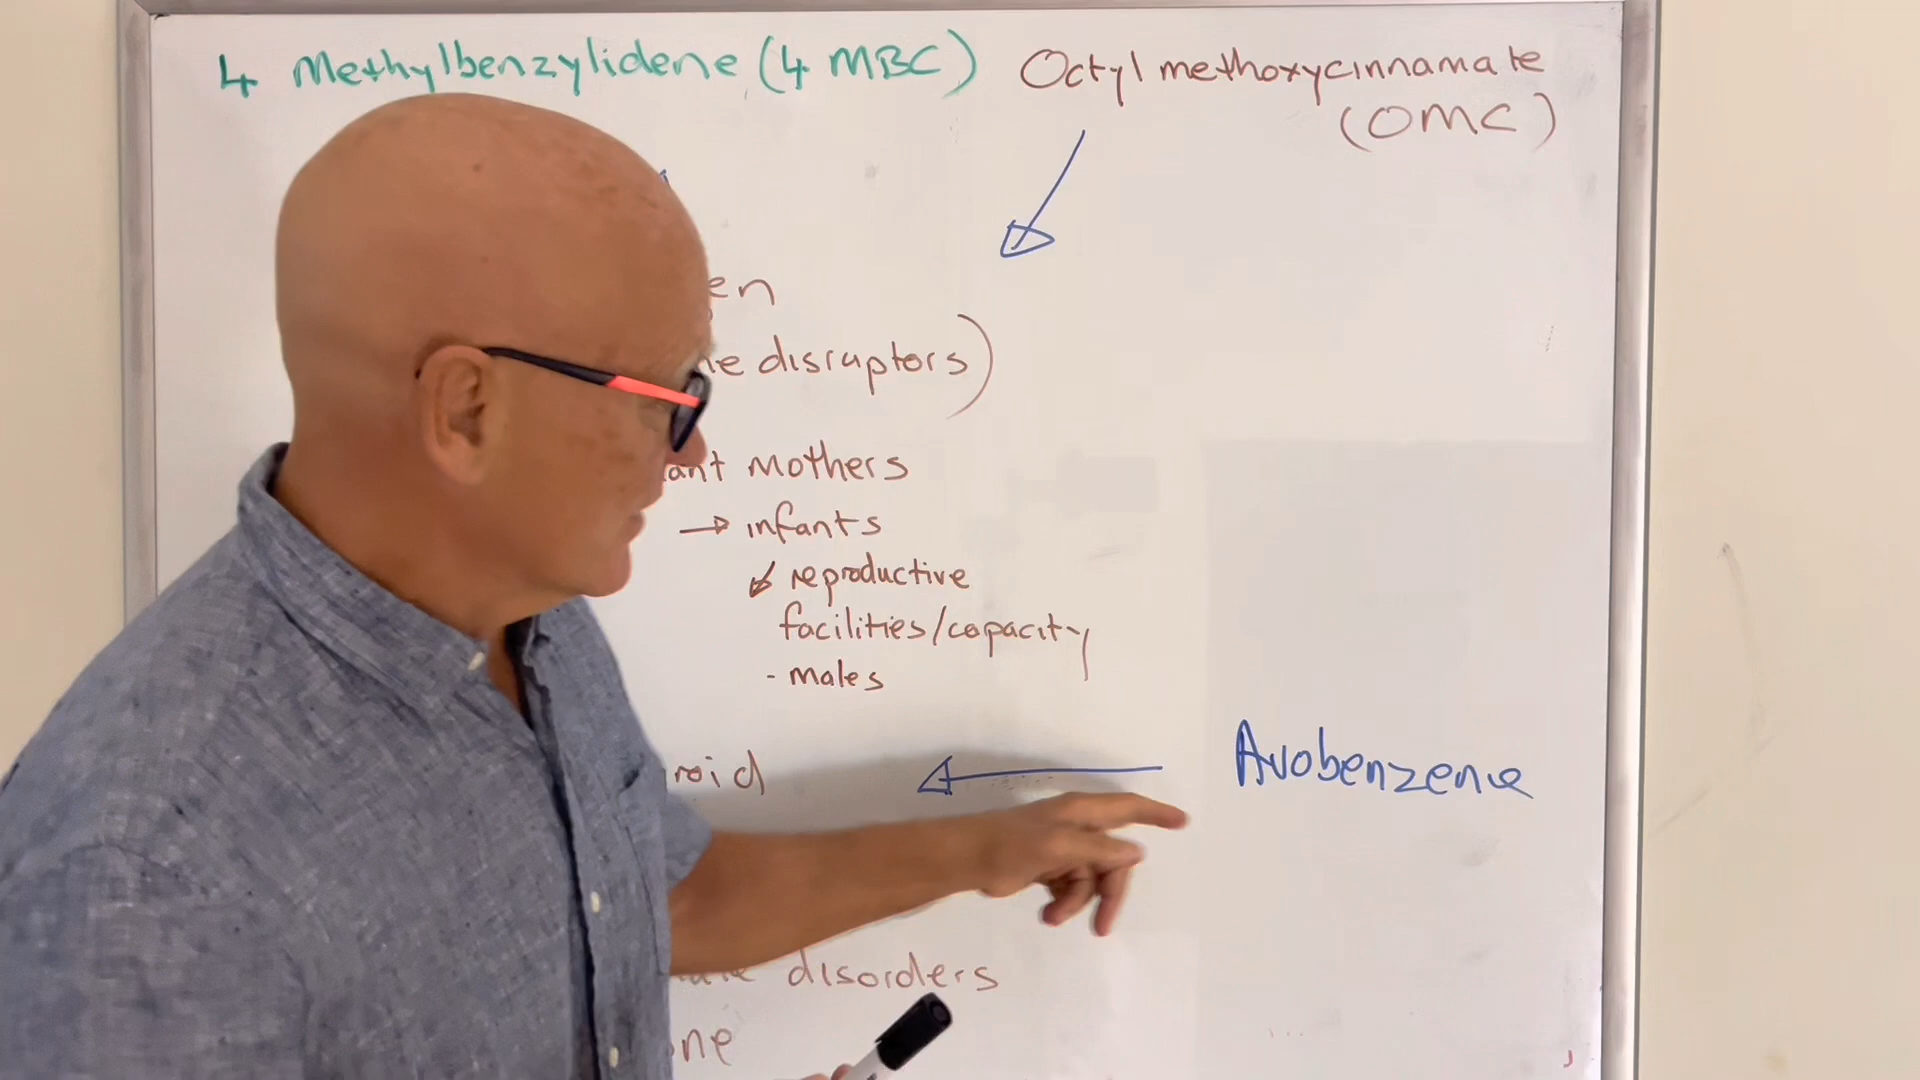 4 Methylbenzylidene (4 MBC)
Octyl methoxycinnamate
(OMC)
en
ne disruptors)
ant mothers
→ infants
reproductive
facilities/capacity
- males
roid
Avobenzene
disorders
one